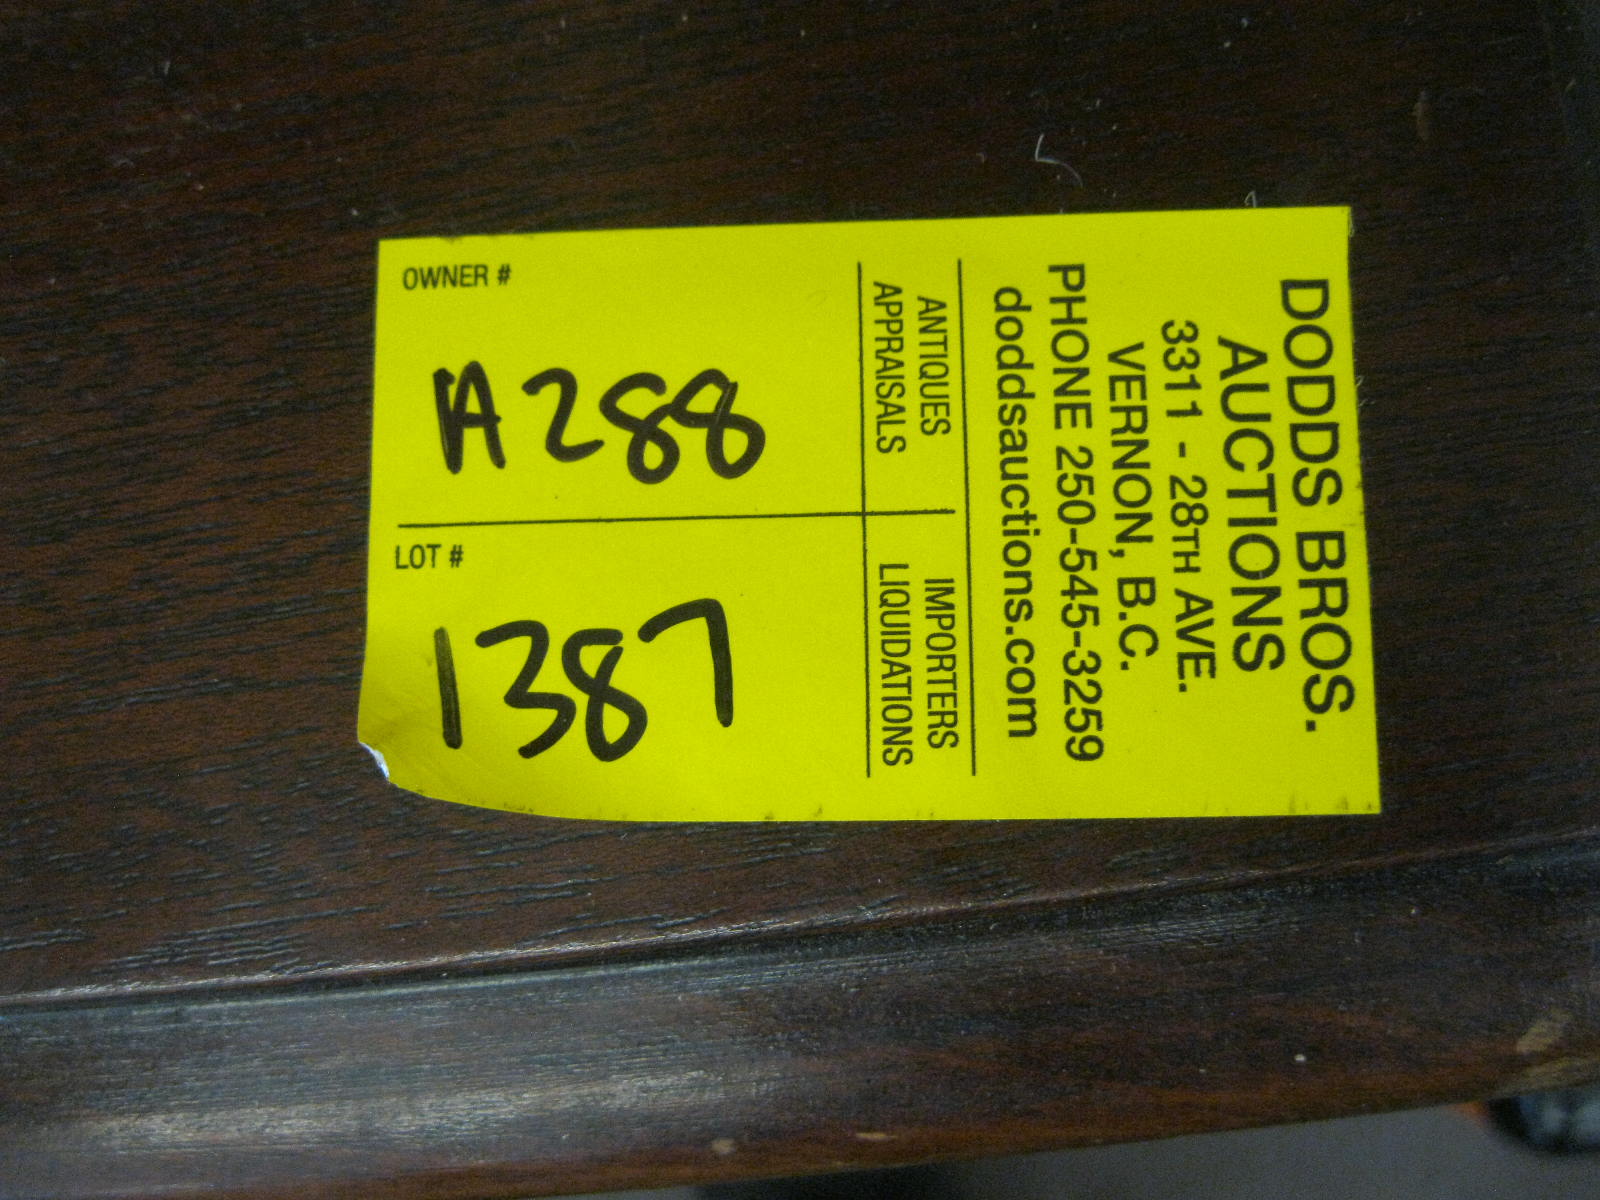 OWNER #
A288
LOT #
1387
ANTIQUES
APPRAISALS
IMPORTERS
LIQUIDATIONS
DODDS BROS.
AUCTIONS
3311 - 28TH AVE.
VERNON, B.C.
PHONE 250-545-3259
doddsauctions.com